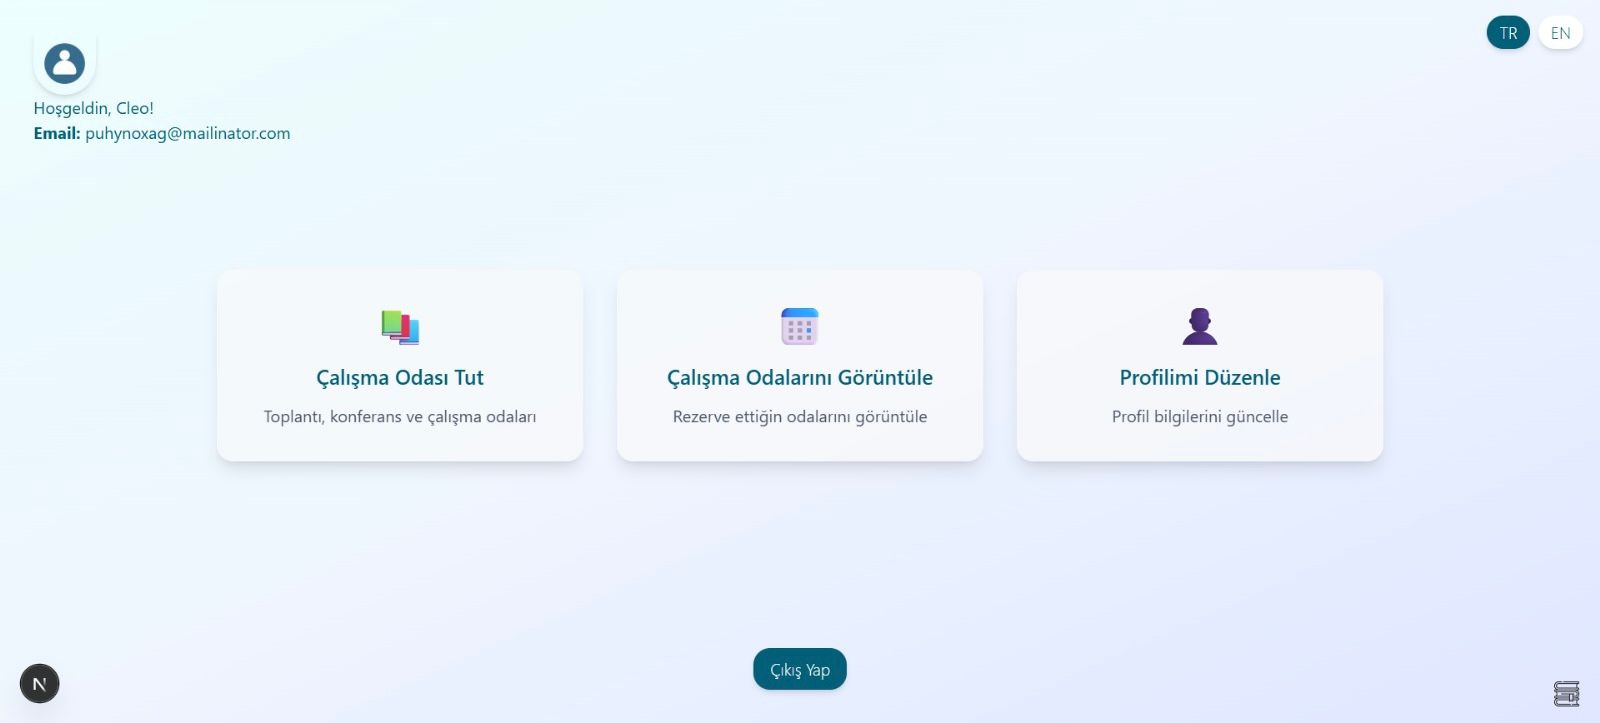 TR EN
Hoşgeldin, Cleo!
Email: puhynoxag@mailinator.com
Çalışma Odası Tut
Toplantı, konferans ve çalışma odaları
Çalışma Odalarını Görüntüle
Rezerve ettiğin odalarını görüntüle
Profilimi Düzenle
Profil bilgilerini güncelle
Çıkış Yap
N